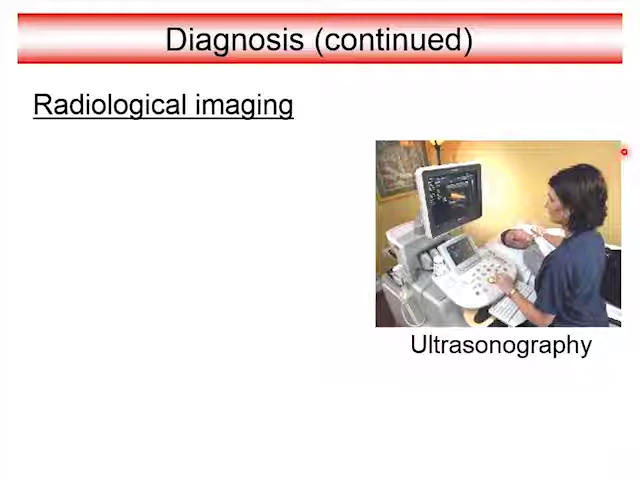 Diagnosis (continued)
Radiological imaging
Ultrasonography